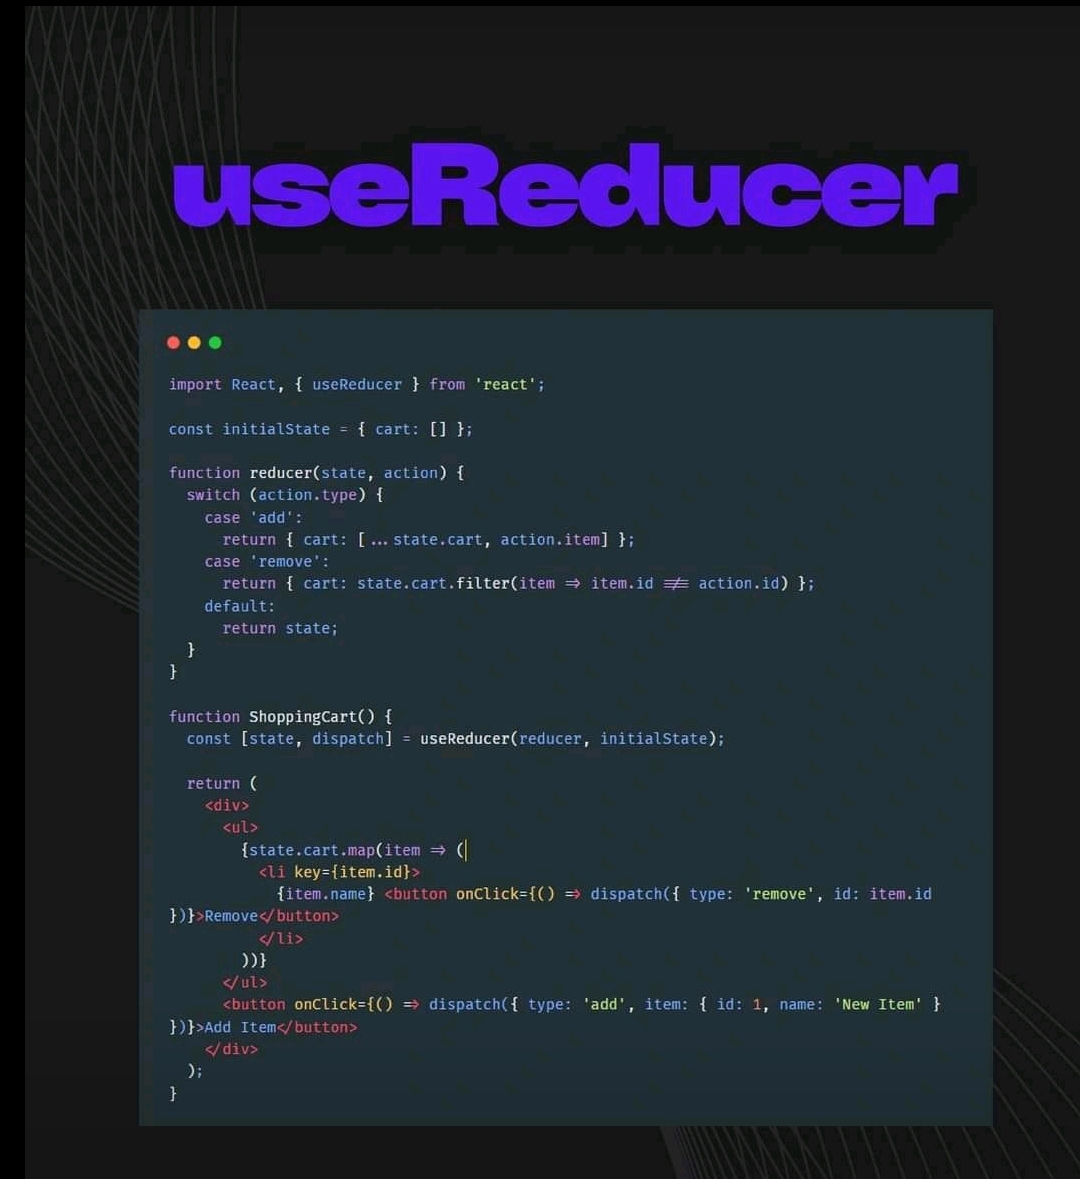 useReducer
import React, { useReducer } from 'react';
const initialState = { cart: [] };
function reducer(state, action) {
  switch (action.type) {
    case 'add':
      return { cart: [...state.cart, action.item] };
    case 'remove':
      return { cart: state.cart.filter(item => item.id !== action.id) };
    default:
      return state;
  }
}
function ShoppingCart() {
  const [state, dispatch] = useReducer(reducer, initialState);
  return (
    <div>
      <ul>
        {state.cart.map(item => (
          <li key={item.id}>
            {item.name} <button onClick={() => dispatch({ type: 'remove', id: item.id
})}>Remove</button>
          </li>
        ))}
      </ul>
      <button onClick={() => dispatch({ type: 'add', item: { id: 1, name: 'New Item' }
})}>Add Item</button>
    </div>
  );
}